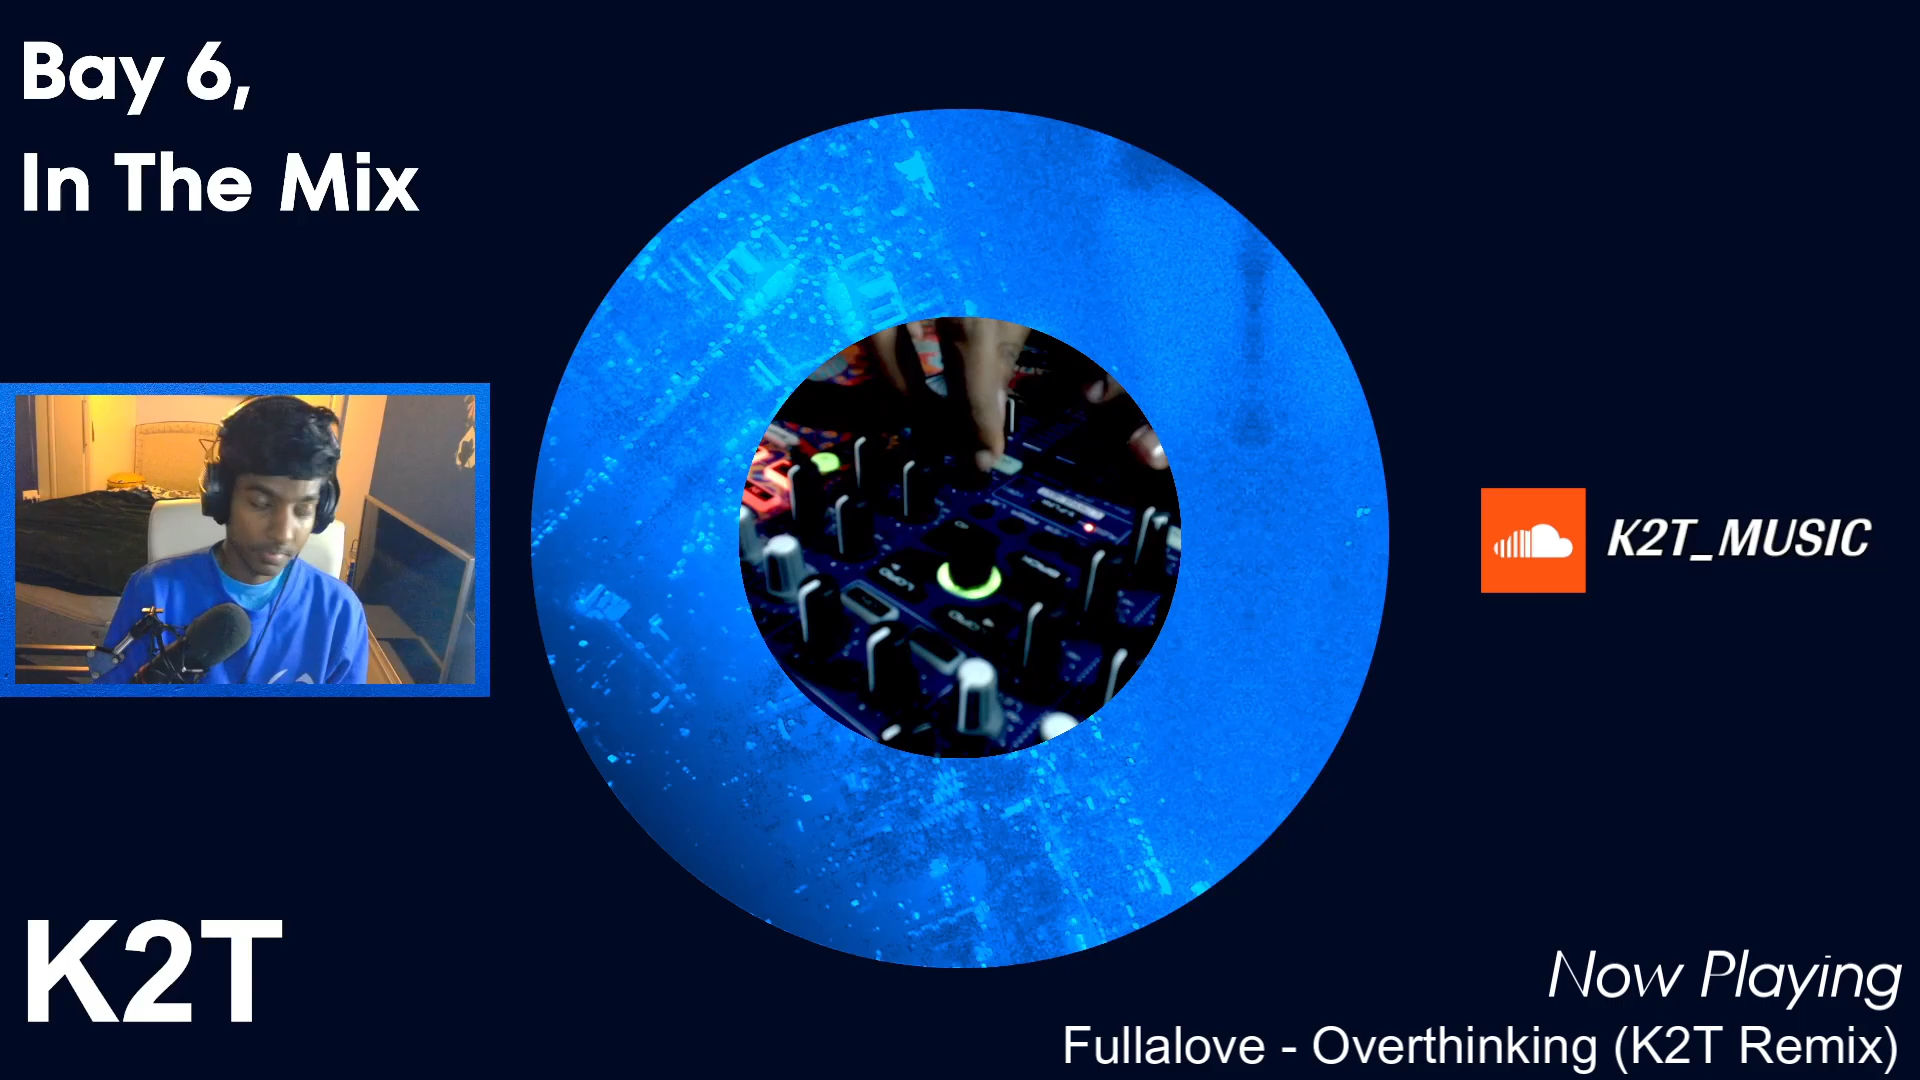 Bay 6,
In The Mix
K2T_MUSIC
K2T
Now Playing
Fullalove - Overthinking (K2T Remix)